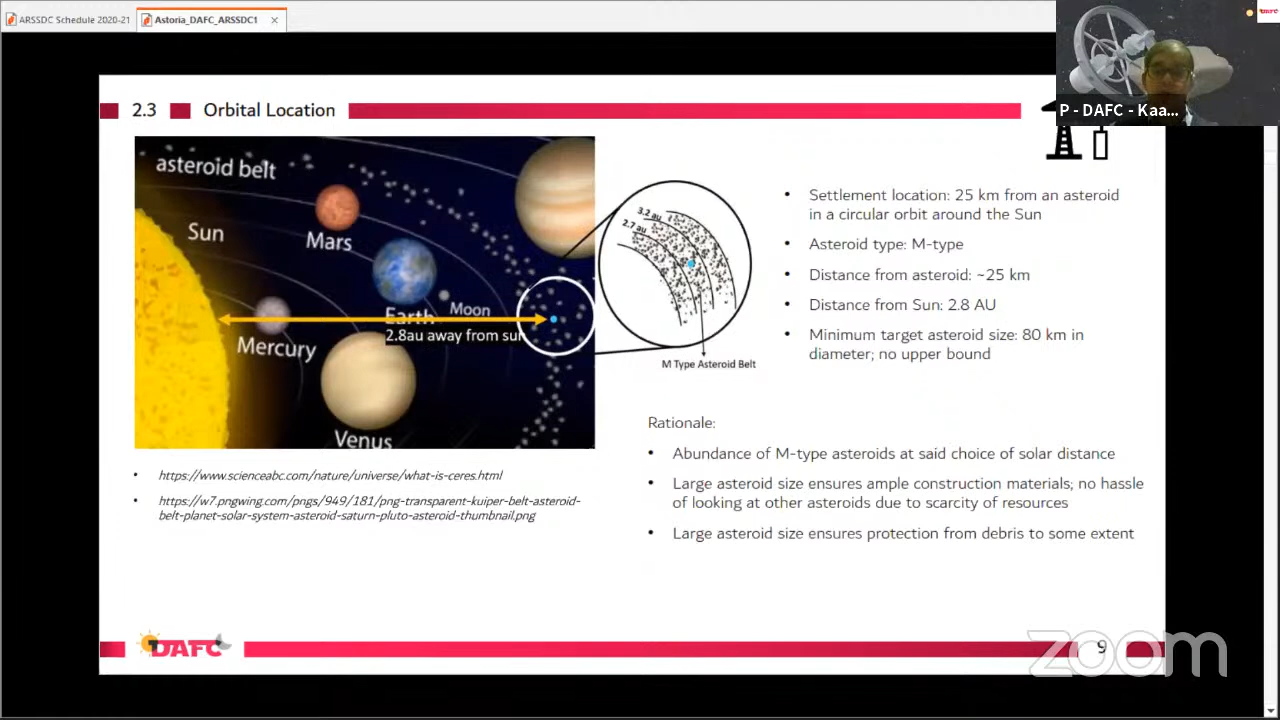 ARSSDC Schedule 2020-21
Astoria_DAFC_ARSSDC1
P - DAFC - Kaa...
2.3 Orbital Location
asteroid belt
Sun
Mars
Earth
Moon
2.8au away from sun
Mercury
Venus
3.2 au
2.7 au
M Type Asteroid Belt
• Settlement location: 25 km from an asteroid
in a circular orbit around the Sun
• Asteroid type: M-type
• Distance from asteroid: ~25 km
• Distance from Sun: 2.8 AU
• Minimum target asteroid size: 80 km in
diameter; no upper bound
Rationale:
• Abundance of M-type asteroids at said choice of solar distance
• Large asteroid size ensures ample construction materials; no hassle
of looking at other asteroids due to scarcity of resources
• Large asteroid size ensures protection from debris to some extent
• https://www.scienceabc.com/nature/universe/what-is-ceres.html
• https://w7.pngwing.com/pngs/949/181/png-transparent-kuiper-belt-asteroid-
belt-planet-solar-system-asteroid-saturn-pluto-asteroid-thumbnail.png
DAFC
9
zoom